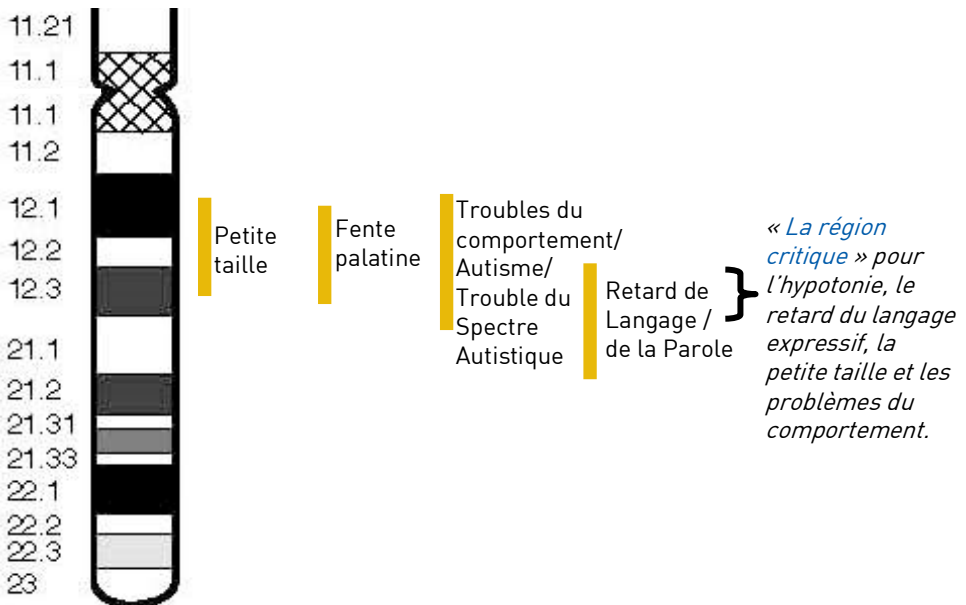 11.21
11.1
11.1
11.2
12.1
12.2
12.3
21.1
21.2
21.31
21.33
22.1
22.2
22.3
23
Petite
taille
Fente
palatine
Troubles du
comportement/
Autisme/
Trouble du
Spectre
Autistique
Retard de
Langage /
de la Parole
« La région
critique » pour
l'hypotonie, le
retard du langage
expressif, la
petite taille et les
problèmes du
comportement.